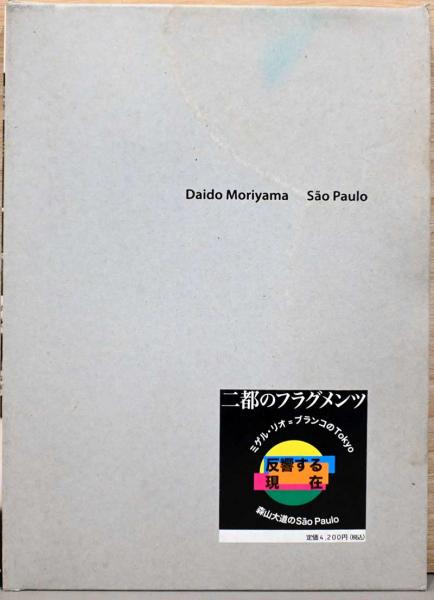 Daido Moriyama São Paulo
二都のフラグメンツ
ミゲル・リオ=ブランコのTokyo
反響する
現 在
森山大道のSão Paulo
定価4,200円(税込)